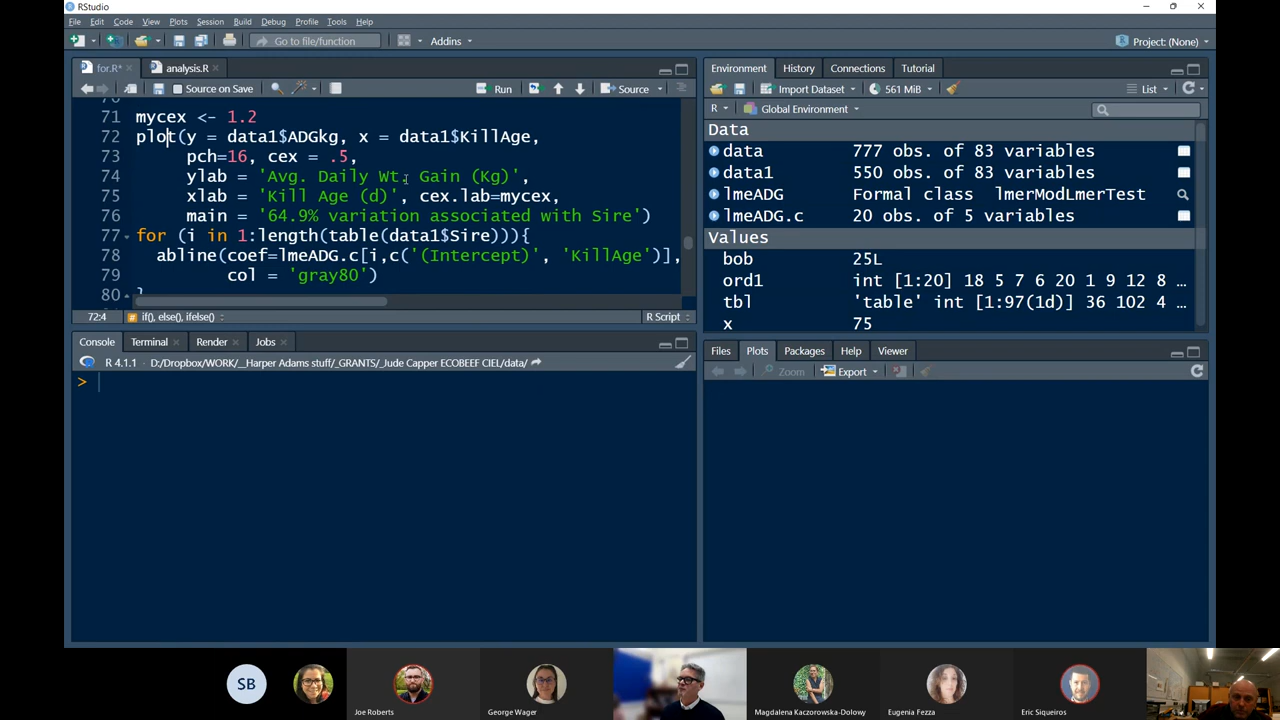 RStudio
File Edit Code View Plots Session Build Debug Profile Tools Help
Go to file/function Addins Project: (None)
for.R* analysis.R
Source on Save Run Source
71 mycex <- 1.2
72 plot(y = data1$ADGkg, x = data1$KillAge,
73 pch=16, cex = .5,
74 ylab = 'Avg. Daily Wt. Gain (Kg)',
75 xlab = 'Kill Age (d)', cex.lab=mycex,
76 main = '64.9% variation associated with Sire')
77 for (i in 1:length(table(data1$Sire))){
78 abline(coef=lmeADG.c[i,c('(Intercept)', 'KillAge')],
79 col = 'gray80')
80 }
72:4 if(), else(), ifelse() R Script
Console Terminal Render Jobs
R 4.1.1 D:/Dropbox/WORK/__Harper Adams stuff/_GRANTS/_Jude Capper ECOBEEF CIEL/data/
>
Environment History Connections Tutorial
Import Dataset 561 MiB List
R Global Environment
Data
data 777 obs. of 83 variables
data1 550 obs. of 83 variables
lmeADG Formal class lmerModLmerTest
lmeADG.c 20 obs. of 5 variables
Values
bob 25L
ord1 int [1:20] 18 5 7 6 20 1 9 12 8 ...
tbl 'table' int [1:97(1d)] 36 102 4 ...
x 75
Files Plots Packages Help Viewer
Zoom Export
SB
Joe Roberts
George Wager
Magdalena Kaczorowska-Dolowy
Eugenia Fezza
Eric Siqueiros